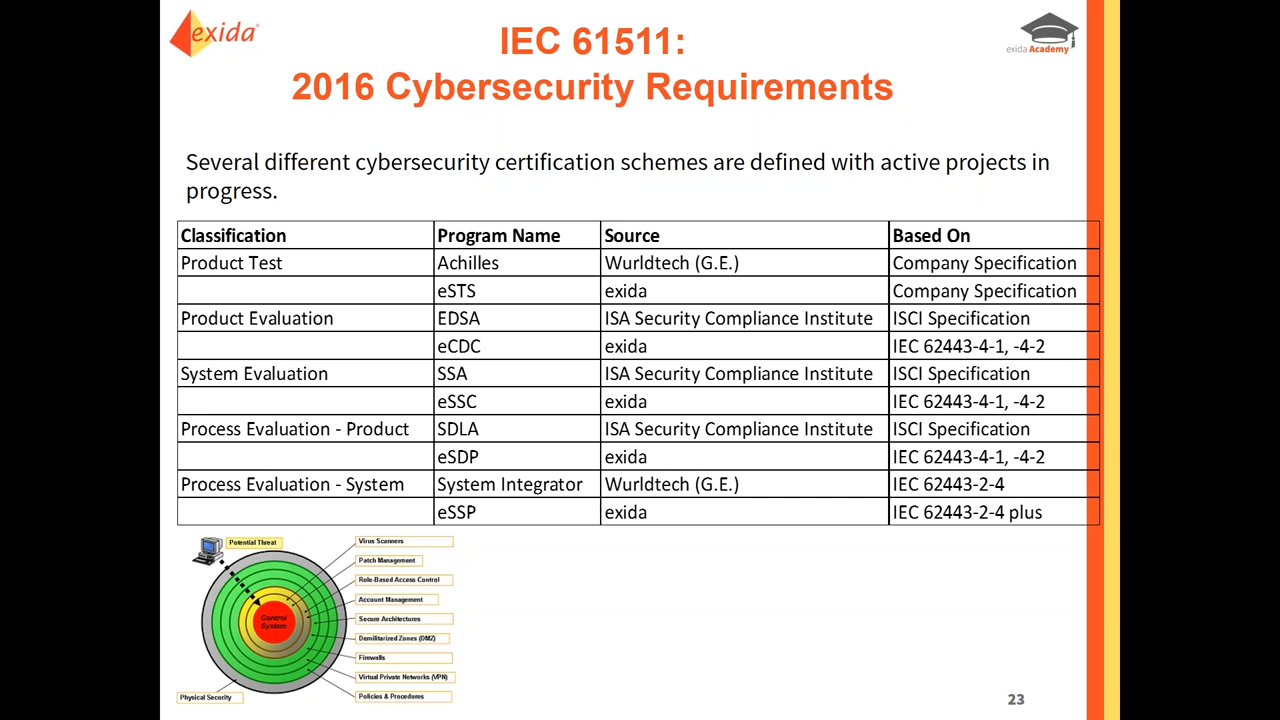 exida
IEC 61511:
2016 Cybersecurity Requirements
exida Academy
Several different cybersecurity certification schemes are defined with active projects in
progress.
Classification Program Name Source Based On
Product Test Achilles Wurldtech (G.E.) Company Specification
eSTS exida Company Specification
Product Evaluation EDSA ISA Security Compliance Institute ISCI Specification
eCDC exida IEC 62443-4-1, -4-2
System Evaluation SSA ISA Security Compliance Institute ISCI Specification
eSSC exida IEC 62443-4-1, -4-2
Process Evaluation - Product SDLA ISA Security Compliance Institute ISCI Specification
eSDP exida IEC 62443-4-1, -4-2
Process Evaluation - System System Integrator Wurldtech (G.E.) IEC 62443-2-4
eSSP exida IEC 62443-2-4 plus
Potential Threat
Control
System
Physical Security
Virus Scanners
Patch Management
Role-Based Access Control
Account Management
Secure Architectures
Demilitarized Zones (DMZ)
Firewalls
Virtual Private Networks (VPN)
Policies & Procedures
23